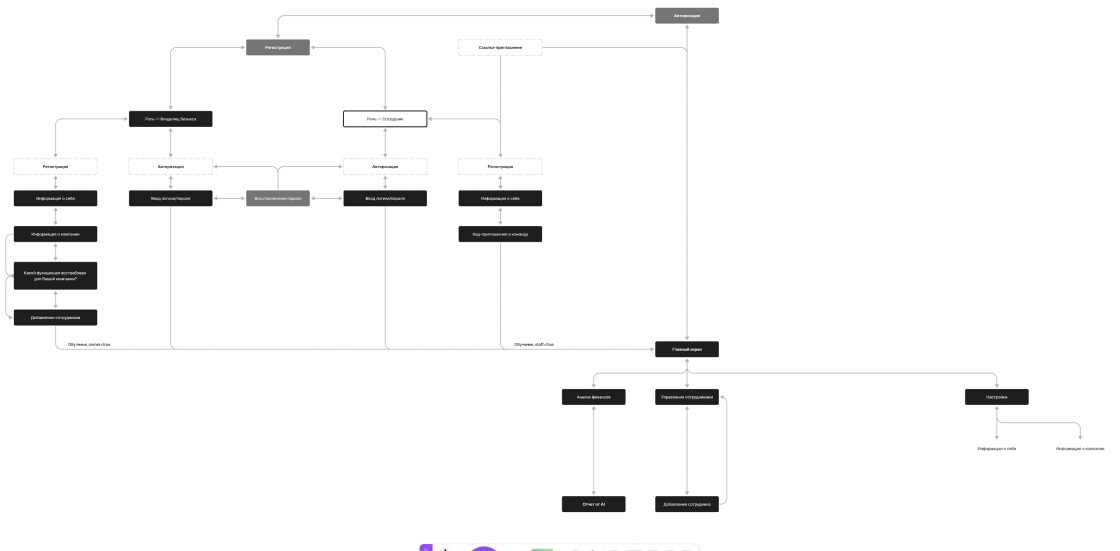 Авторизация
Регистрация
Ссылка-приглашение
Роль — Владелец бизнеса
Роль — Сотрудник
Регистрация
Авторизация
Авторизация
Регистрация
Информация о себе
Ввод логина/пароля
Восстановление пароля
Ввод логина/пароля
Информация о себе
Информация о компании
Код-приглашение в команду
Какой функционал востребован
для Вашей компании?
Добавление сотрудников
Обучение_owner=true
Обучение_staff=true
Главный экран
Анализ финансов
Управление сотрудниками
Настройки
Информация о себе
Информация о компании
Отчет от AI
Добавление сотрудника